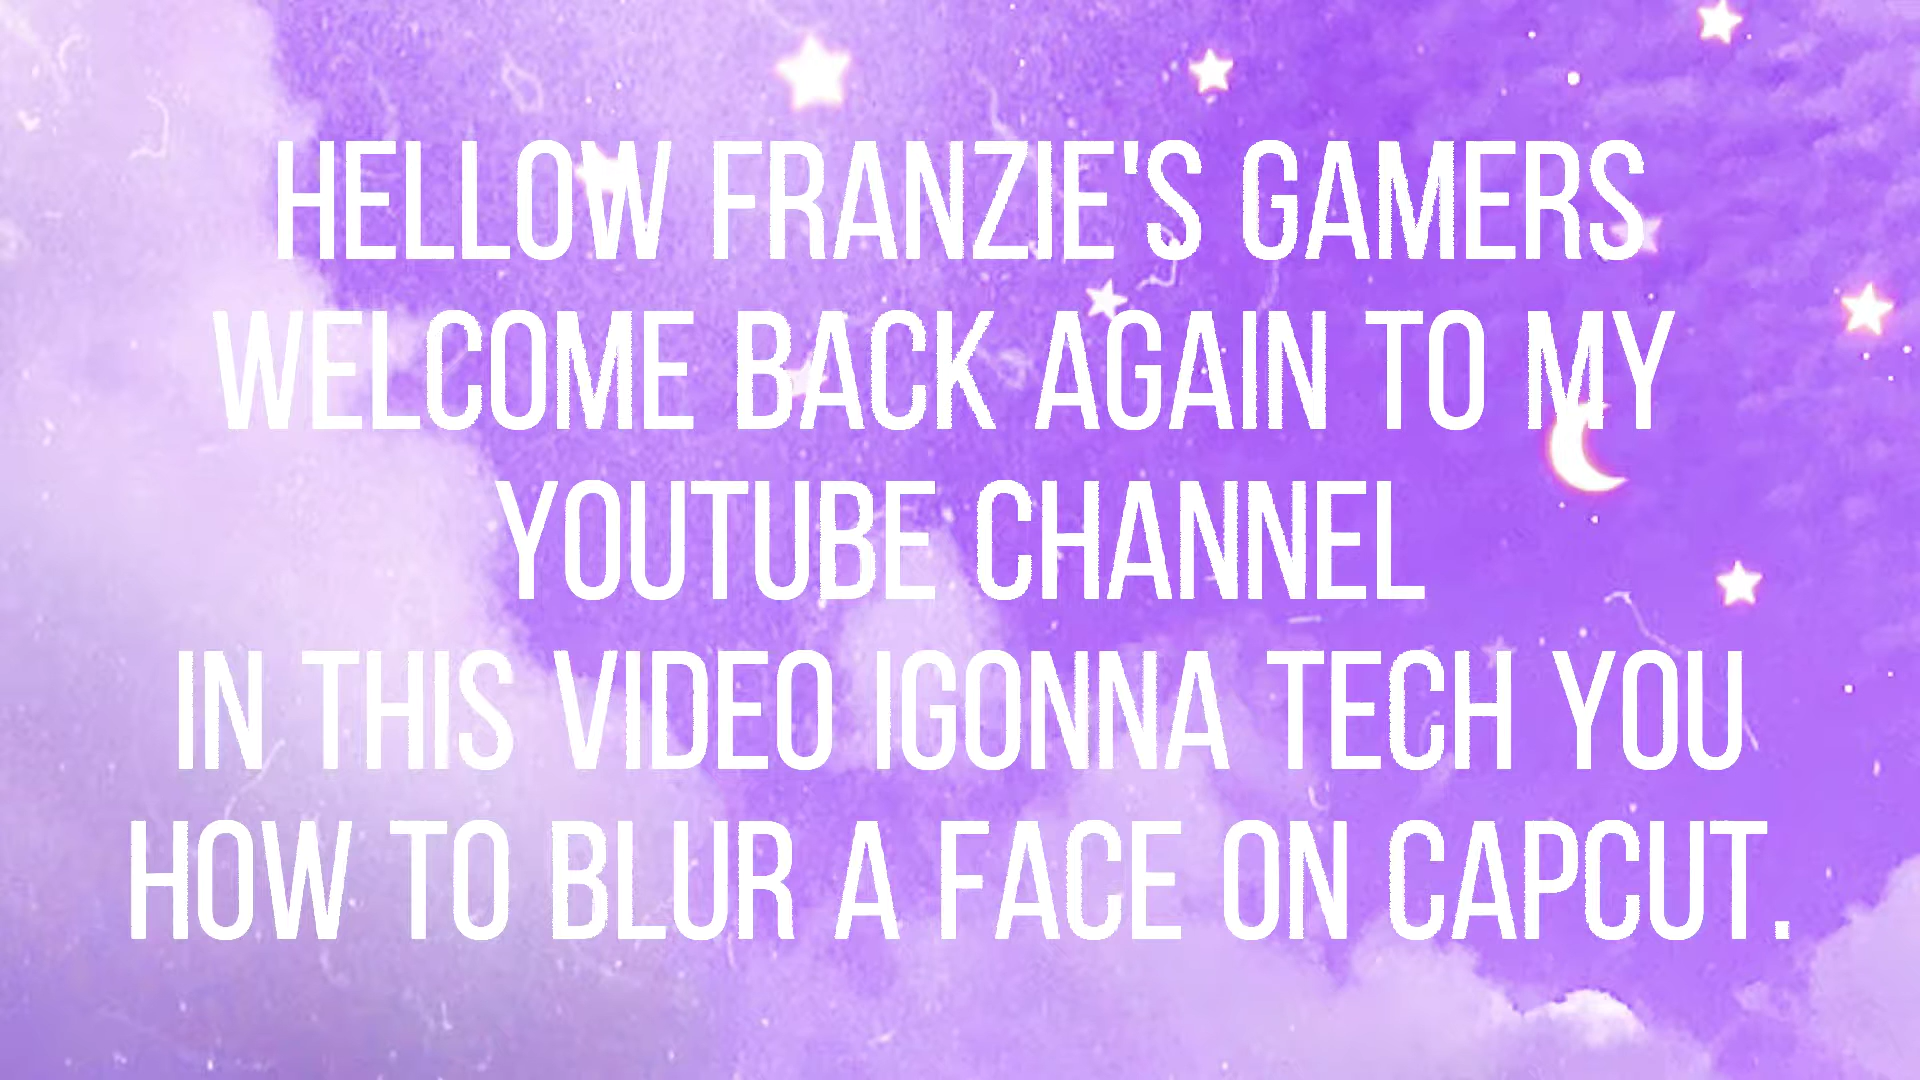 HELLOW FRANZIE'S GAMERS
WELCOME BACK AGAIN TO MY
YOUTUBE CHANNEL
IN THIS VIDEO IGONNA TECH YOU
HOW TO BLUR A FACE ON CAPCUT.